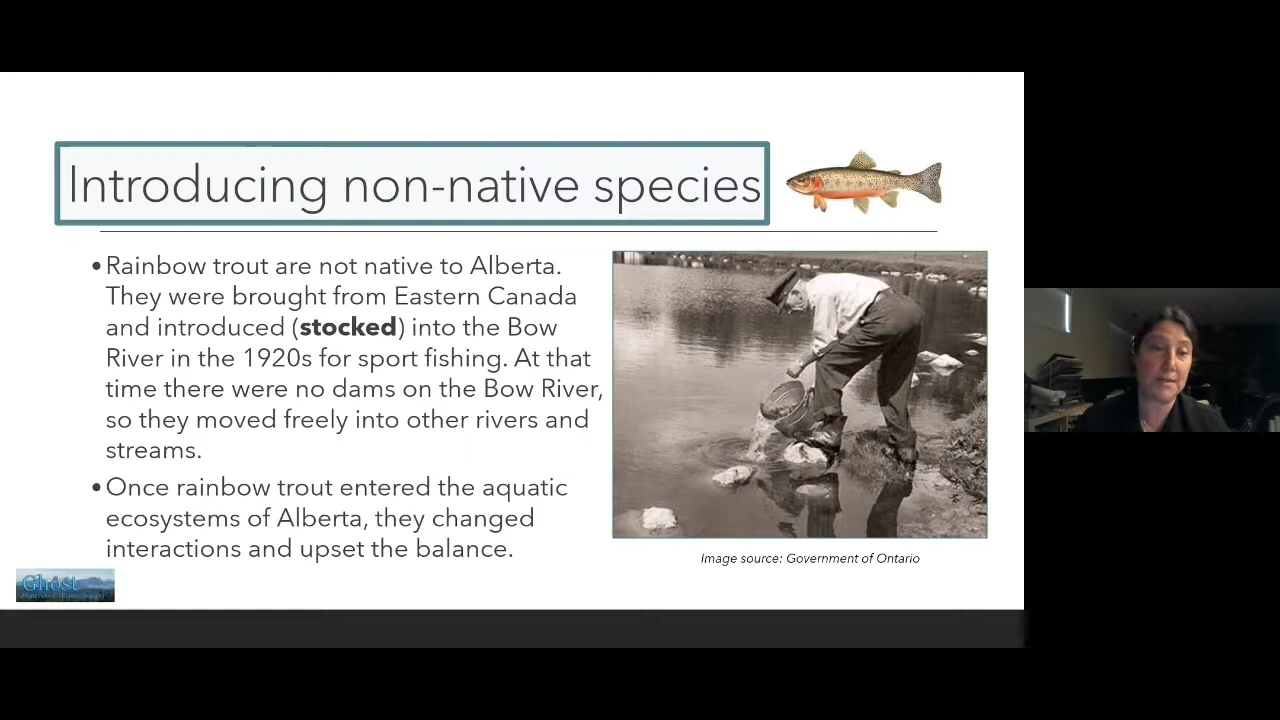 Introducing non-native species
•Rainbow trout are not native to Alberta.
They were brought from Eastern Canada
and introduced (stocked) into the Bow
River in the 1920s for sport fishing. At that
time there were no dams on the Bow River,
so they moved freely into other rivers and
streams.
•Once rainbow trout entered the aquatic
ecosystems of Alberta, they changed
interactions and upset the balance.
Image source: Government of Ontario
Ghost
Watershed Alliance Society